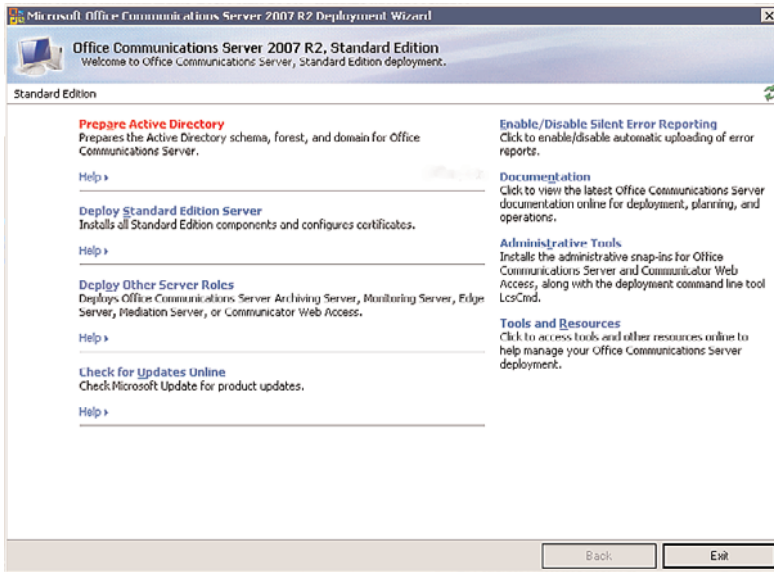 Microsoft Office Communications Server 2007 R2 Deployment Wizard
Office Communications Server 2007 R2, Standard Edition
Welcome to Office Communications Server, Standard Edition deployment.
Standard Edition
Prepare Active Directory
Prepares the Active Directory schema, forest, and domain for Office
Communications Server.
Help
Deploy Standard Edition Server
Installs all Standard Edition components and configures certificates.
Help
Deploy Other Server Roles
Deploys Office Communications Server Archiving Server, Monitoring Server, Edge
Server, Mediation Server, or Communicator Web Access.
Help
Check for Updates Online
Check Microsoft Update for product updates.
Help
Enable/Disable Silent Error Reporting
Click to enable/disable automatic uploading of error
reports.
Documentation
Click to view the latest Office Communications Server
documentation online for deployment, planning, and
operations.
Administrative Tools
Installs the administrative snap-ins for Office
Communications Server and Communicator Web
Access, along with the deployment command line tool
LcsCmd.
Tools and Resources
Click to access tools and other resources online to
help manage your Office Communications Server
deployment.
Back
Exit